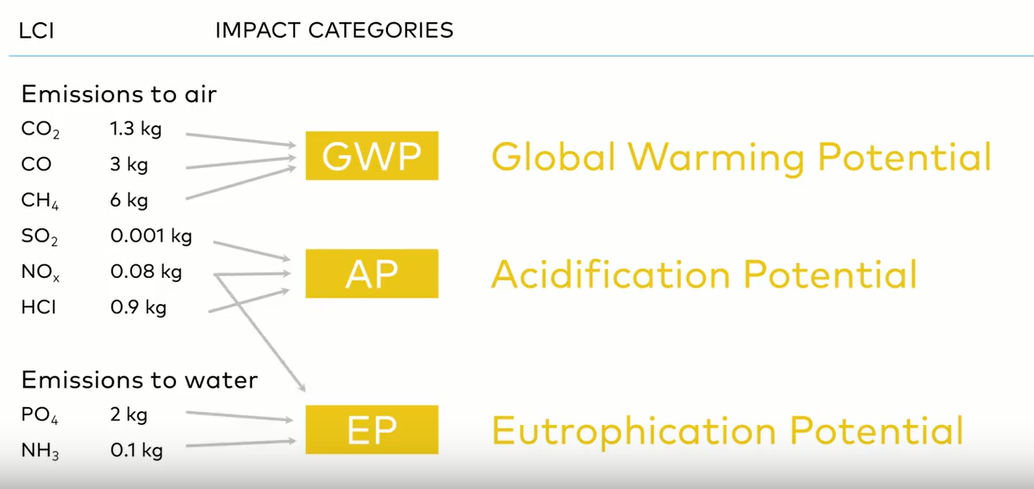 LCI IMPACT CATEGORIES
Emissions to air
CO₂ 1.3 kg
CO 3 kg
CH₄ 6 kg
GWP Global Warming Potential
SO₂ 0.001 kg
NOₓ 0.08 kg
HCl 0.9 kg
AP Acidification Potential
Emissions to water
PO₄ 2 kg
NH₃ 0.1 kg
EP Eutrophication Potential